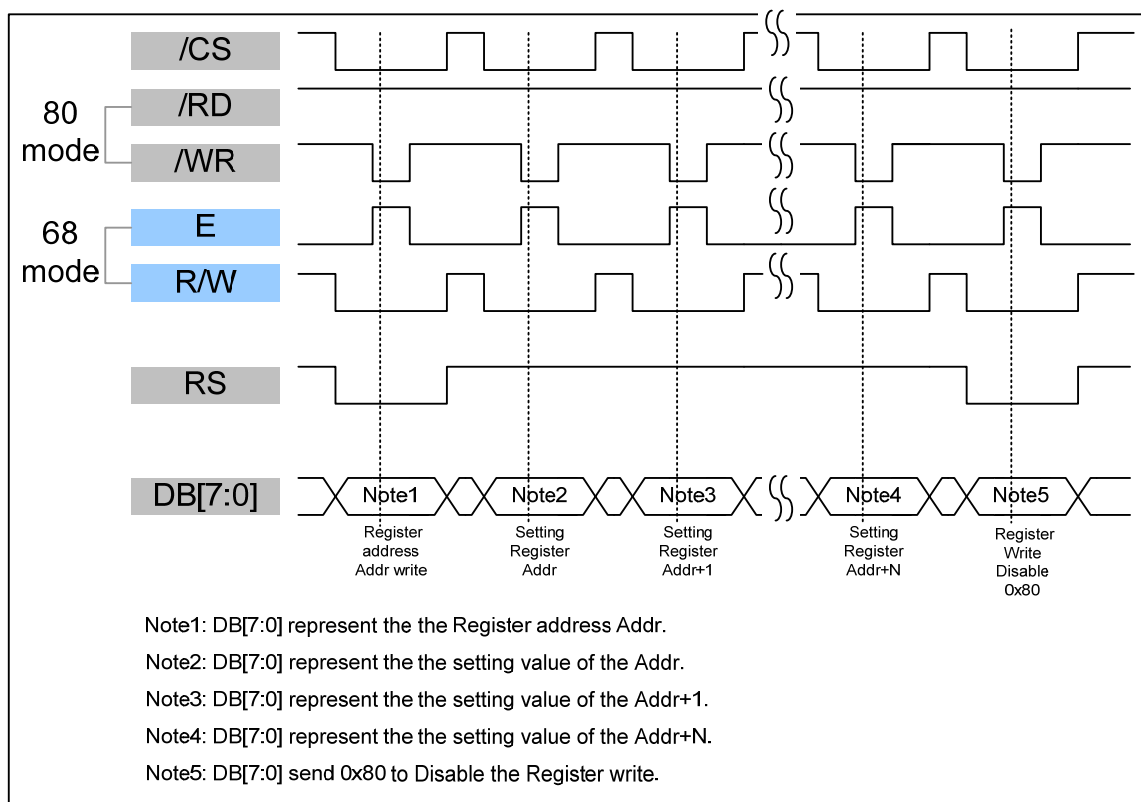 /CS
80
mode
/RD
/WR
68
mode
E
R/W
RS
DB[7:0]
Note1
Note2
Note3
Note4
Note5
Register
address
Addr write
Setting
Register
Addr
Setting
Register
Addr+1
Setting
Register
Addr+N
Register
Write
Disable
0x80
Note1: DB[7:0] represent the the Register address Addr.
Note2: DB[7:0] represent the the setting value of the Addr.
Note3: DB[7:0] represent the the setting value of the Addr+1.
Note4: DB[7:0] represent the the setting value of the Addr+N.
Note5: DB[7:0] send 0x80 to Disable the Register write.